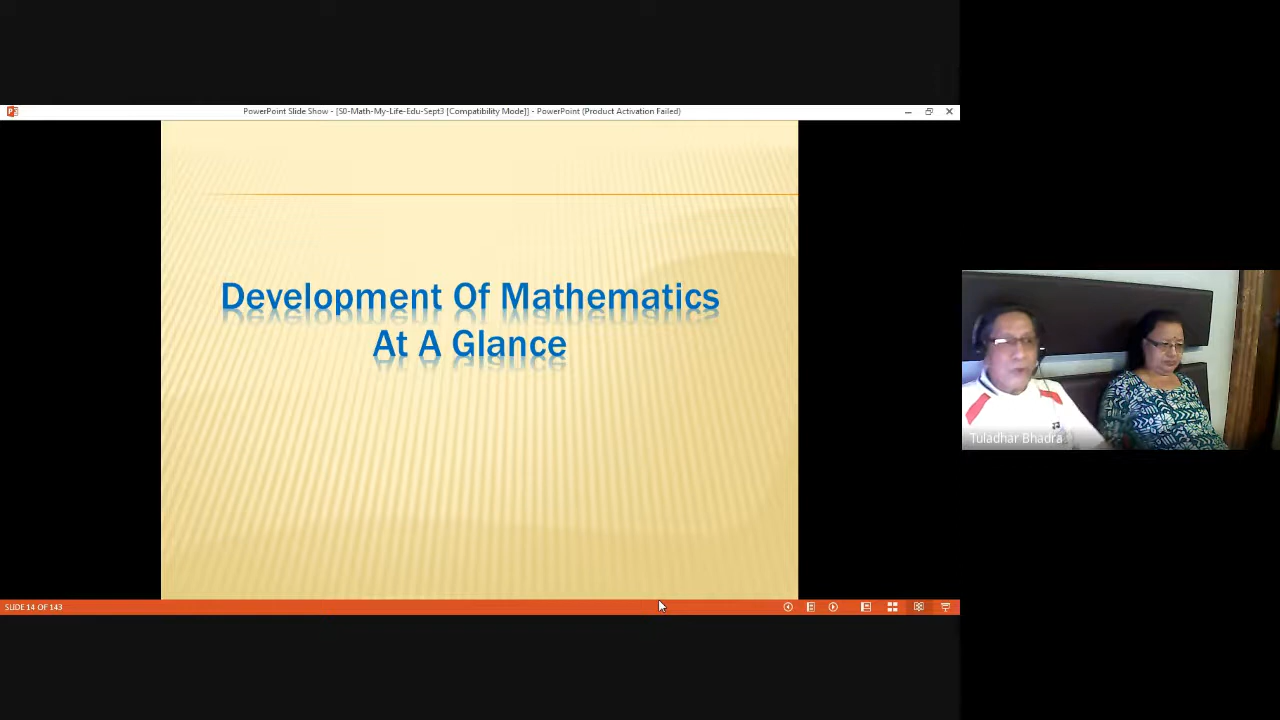 PowerPoint Slide Show - [S0-Math-My-Life-Edu-Sept3 [Compatibility Mode]] - PowerPoint (Product Activation Failed)
Development Of Mathematics
At A Glance
Tuladhar Bhadra
SLIDE 14 OF 143